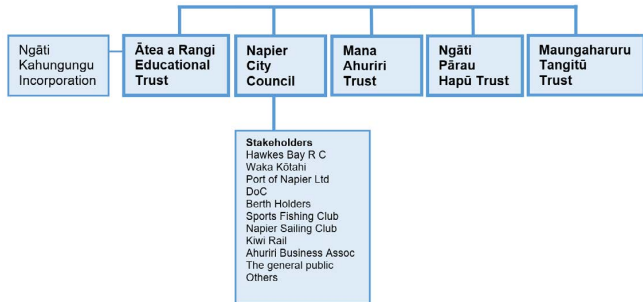 Ngāti
Kahungungu
Incorporation
Ātea a Rangi
Educational
Trust
Napier
City
Council
Mana
Ahuriri
Trust
Ngāti
Pārau
Hapū Trust
Maungaharuru
Tangitū
Trust
Stakeholders
Hawkes Bay R C
Waka Kōtahi
Port of Napier Ltd
DoC
Berth Holders
Sports Fishing Club
Napier Sailing Club
Kiwi Rail
Ahuriri Business Assoc
The general public
Others